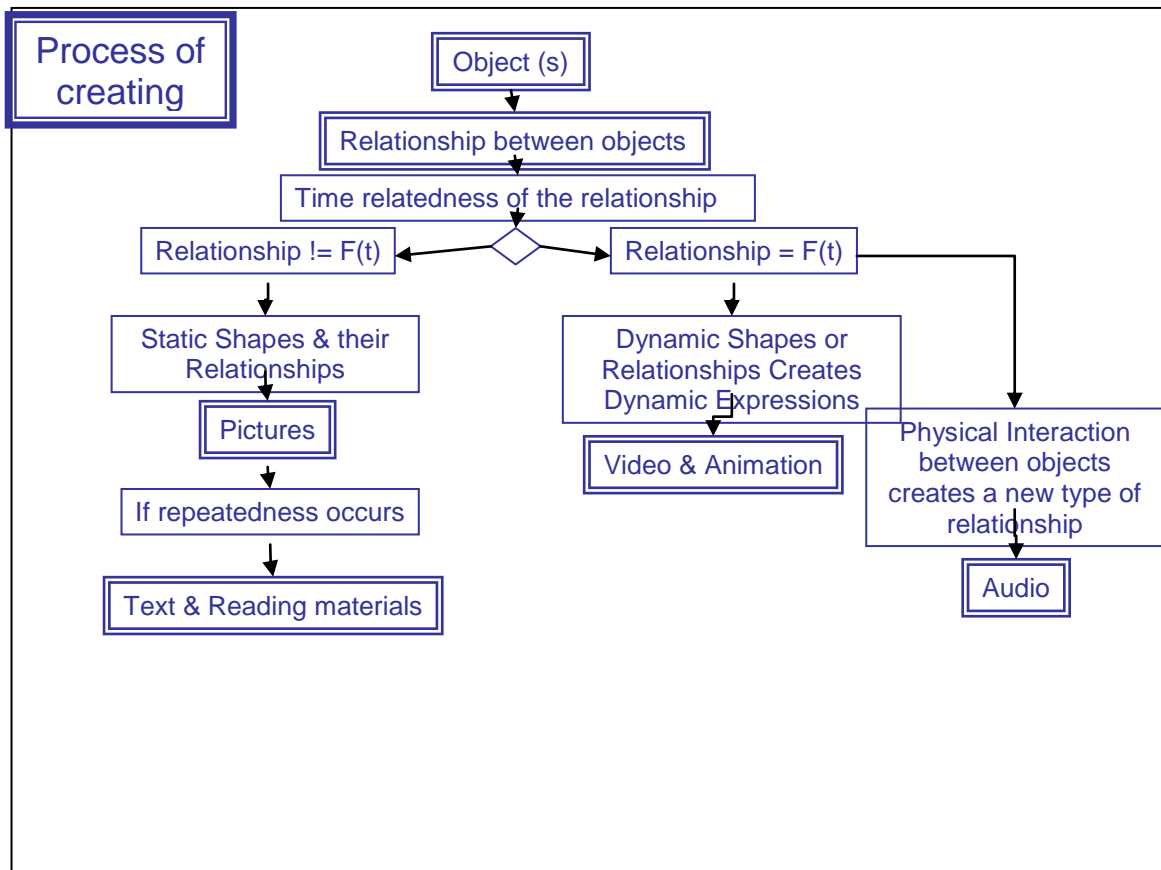 Process of
creating
Object (s)
Relationship between objects
Time relatedness of the relationship
Relationship != F(t)
Relationship = F(t)
Static Shapes & their
Relationships
Dynamic Shapes or
Relationships Creates
Dynamic Expressions
Pictures
Video & Animation
Physical Interaction
between objects
creates a new type of
relationship
If repeatedness occurs
Text & Reading materials
Audio